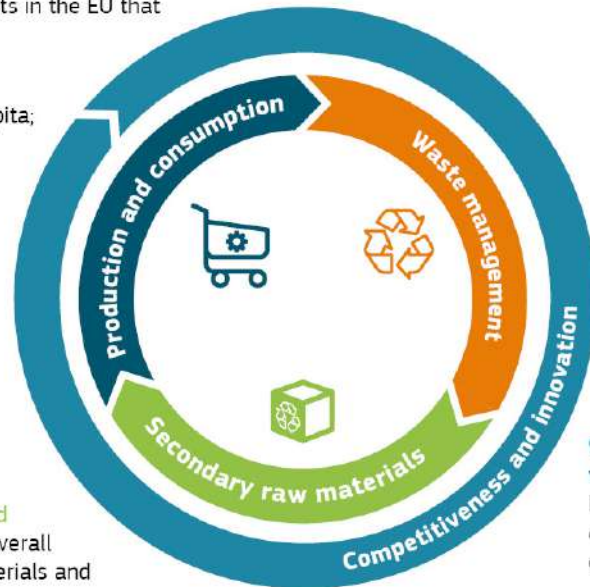 ts in the EU that
pita;
Production and consumption
Waste management
Secondary raw materials
Competitiveness and innovation
d
verall
erials and